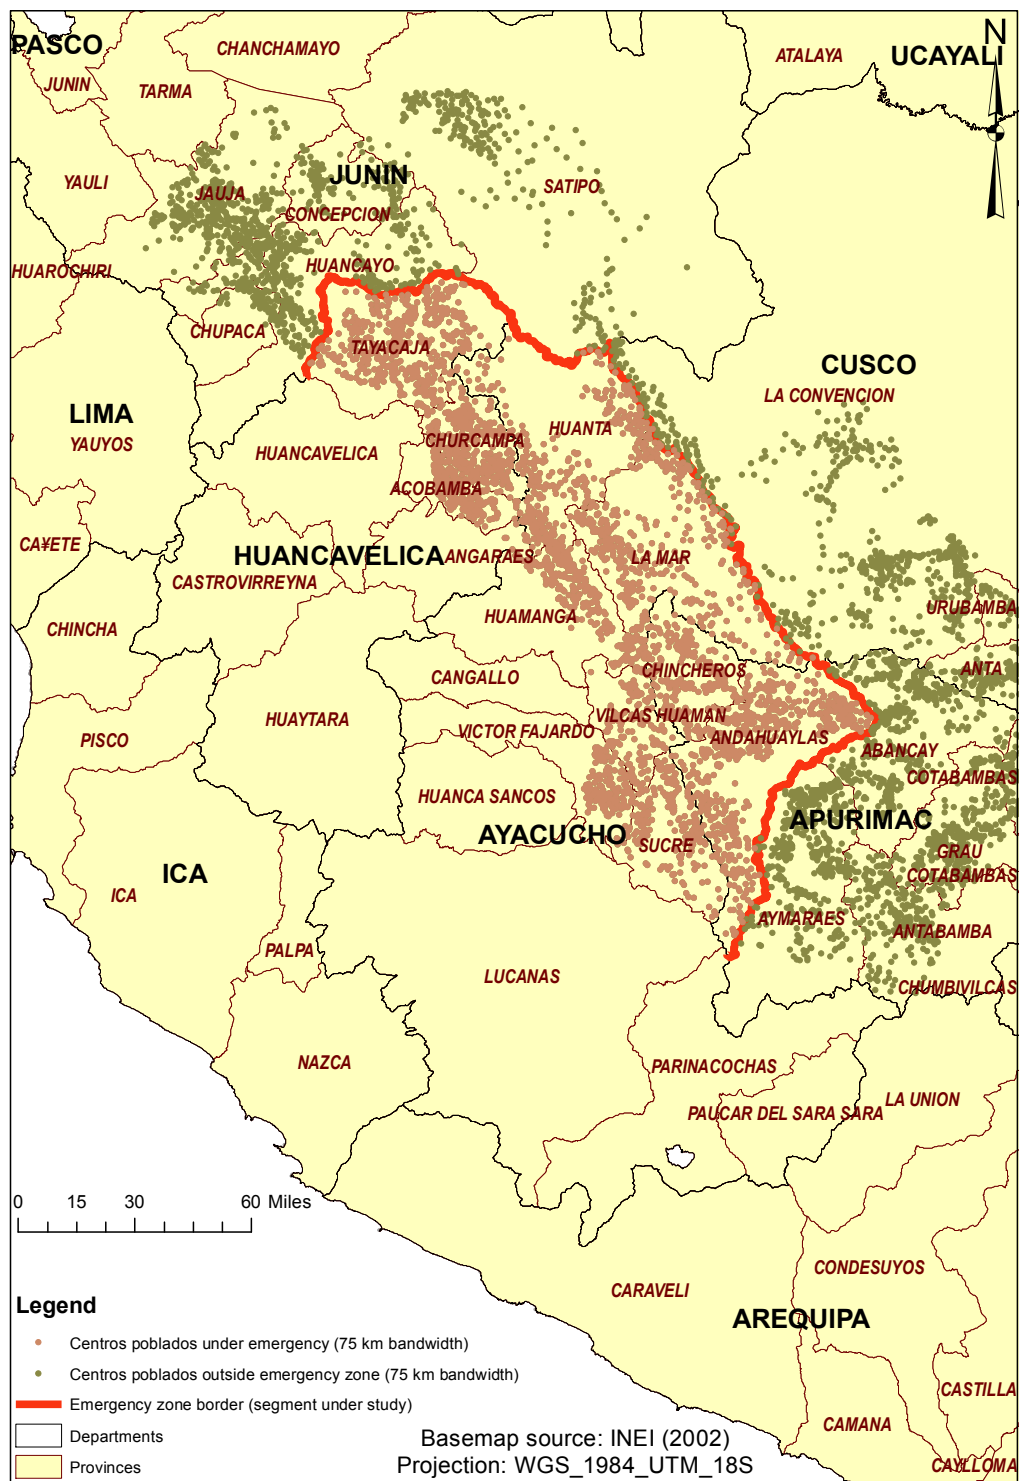 PASCO
CHANCHAMAYO
N
ATALAYA
UCAYALI
JUNIN
TARMA
YAULI
JAUJA
JUNIN
SATIPO
CONCEPCION
HUAROCHIRI
HUANCAYO
CHUPACA
TAYACAJA
CUSCO
LA CONVENCION
LIMA
YAUYOS
HUANCAVELICA
CHURCAMPA
HUANTA
ACOBAMBA
CA¥ETE
HUANCAVELICA
ANGARAES
LA MAR
CASTROVIRREYNA
URUBAMBA
CHINCHA
HUAMANGA
CANGALLO
CHINCHEROS
ANTA
HUAYTARA
VILCAS HUAMAN
PISCO
VICTOR FAJARDO
ANDAHUAYLAS
ABANCAY
COTABAMBAS
HUANCA SANCOS
AYACUCHO
APURIMAC
SUCRE
GRAU
ICA
COTABAMBAS
ICA
AYMARAES
ANTABAMBA
PALPA
LUCANAS
CHUMBIVILCAS
NAZCA
PARINACOCHAS
PAUCAR DEL SARA SARA
LA UNION
0 15 30 60 Miles
CONDESUYOS
CARAVELI
AREQUIPA
CASTILLA
CAMANA
CAYLLOMA
Legend
Centros poblados under emergency (75 km bandwidth)
Centros poblados outside emergency zone (75 km bandwidth)
Emergency zone border (segment under study)
Departments
Provinces
Basemap source: INEI (2002)
Projection: WGS_1984_UTM_18S